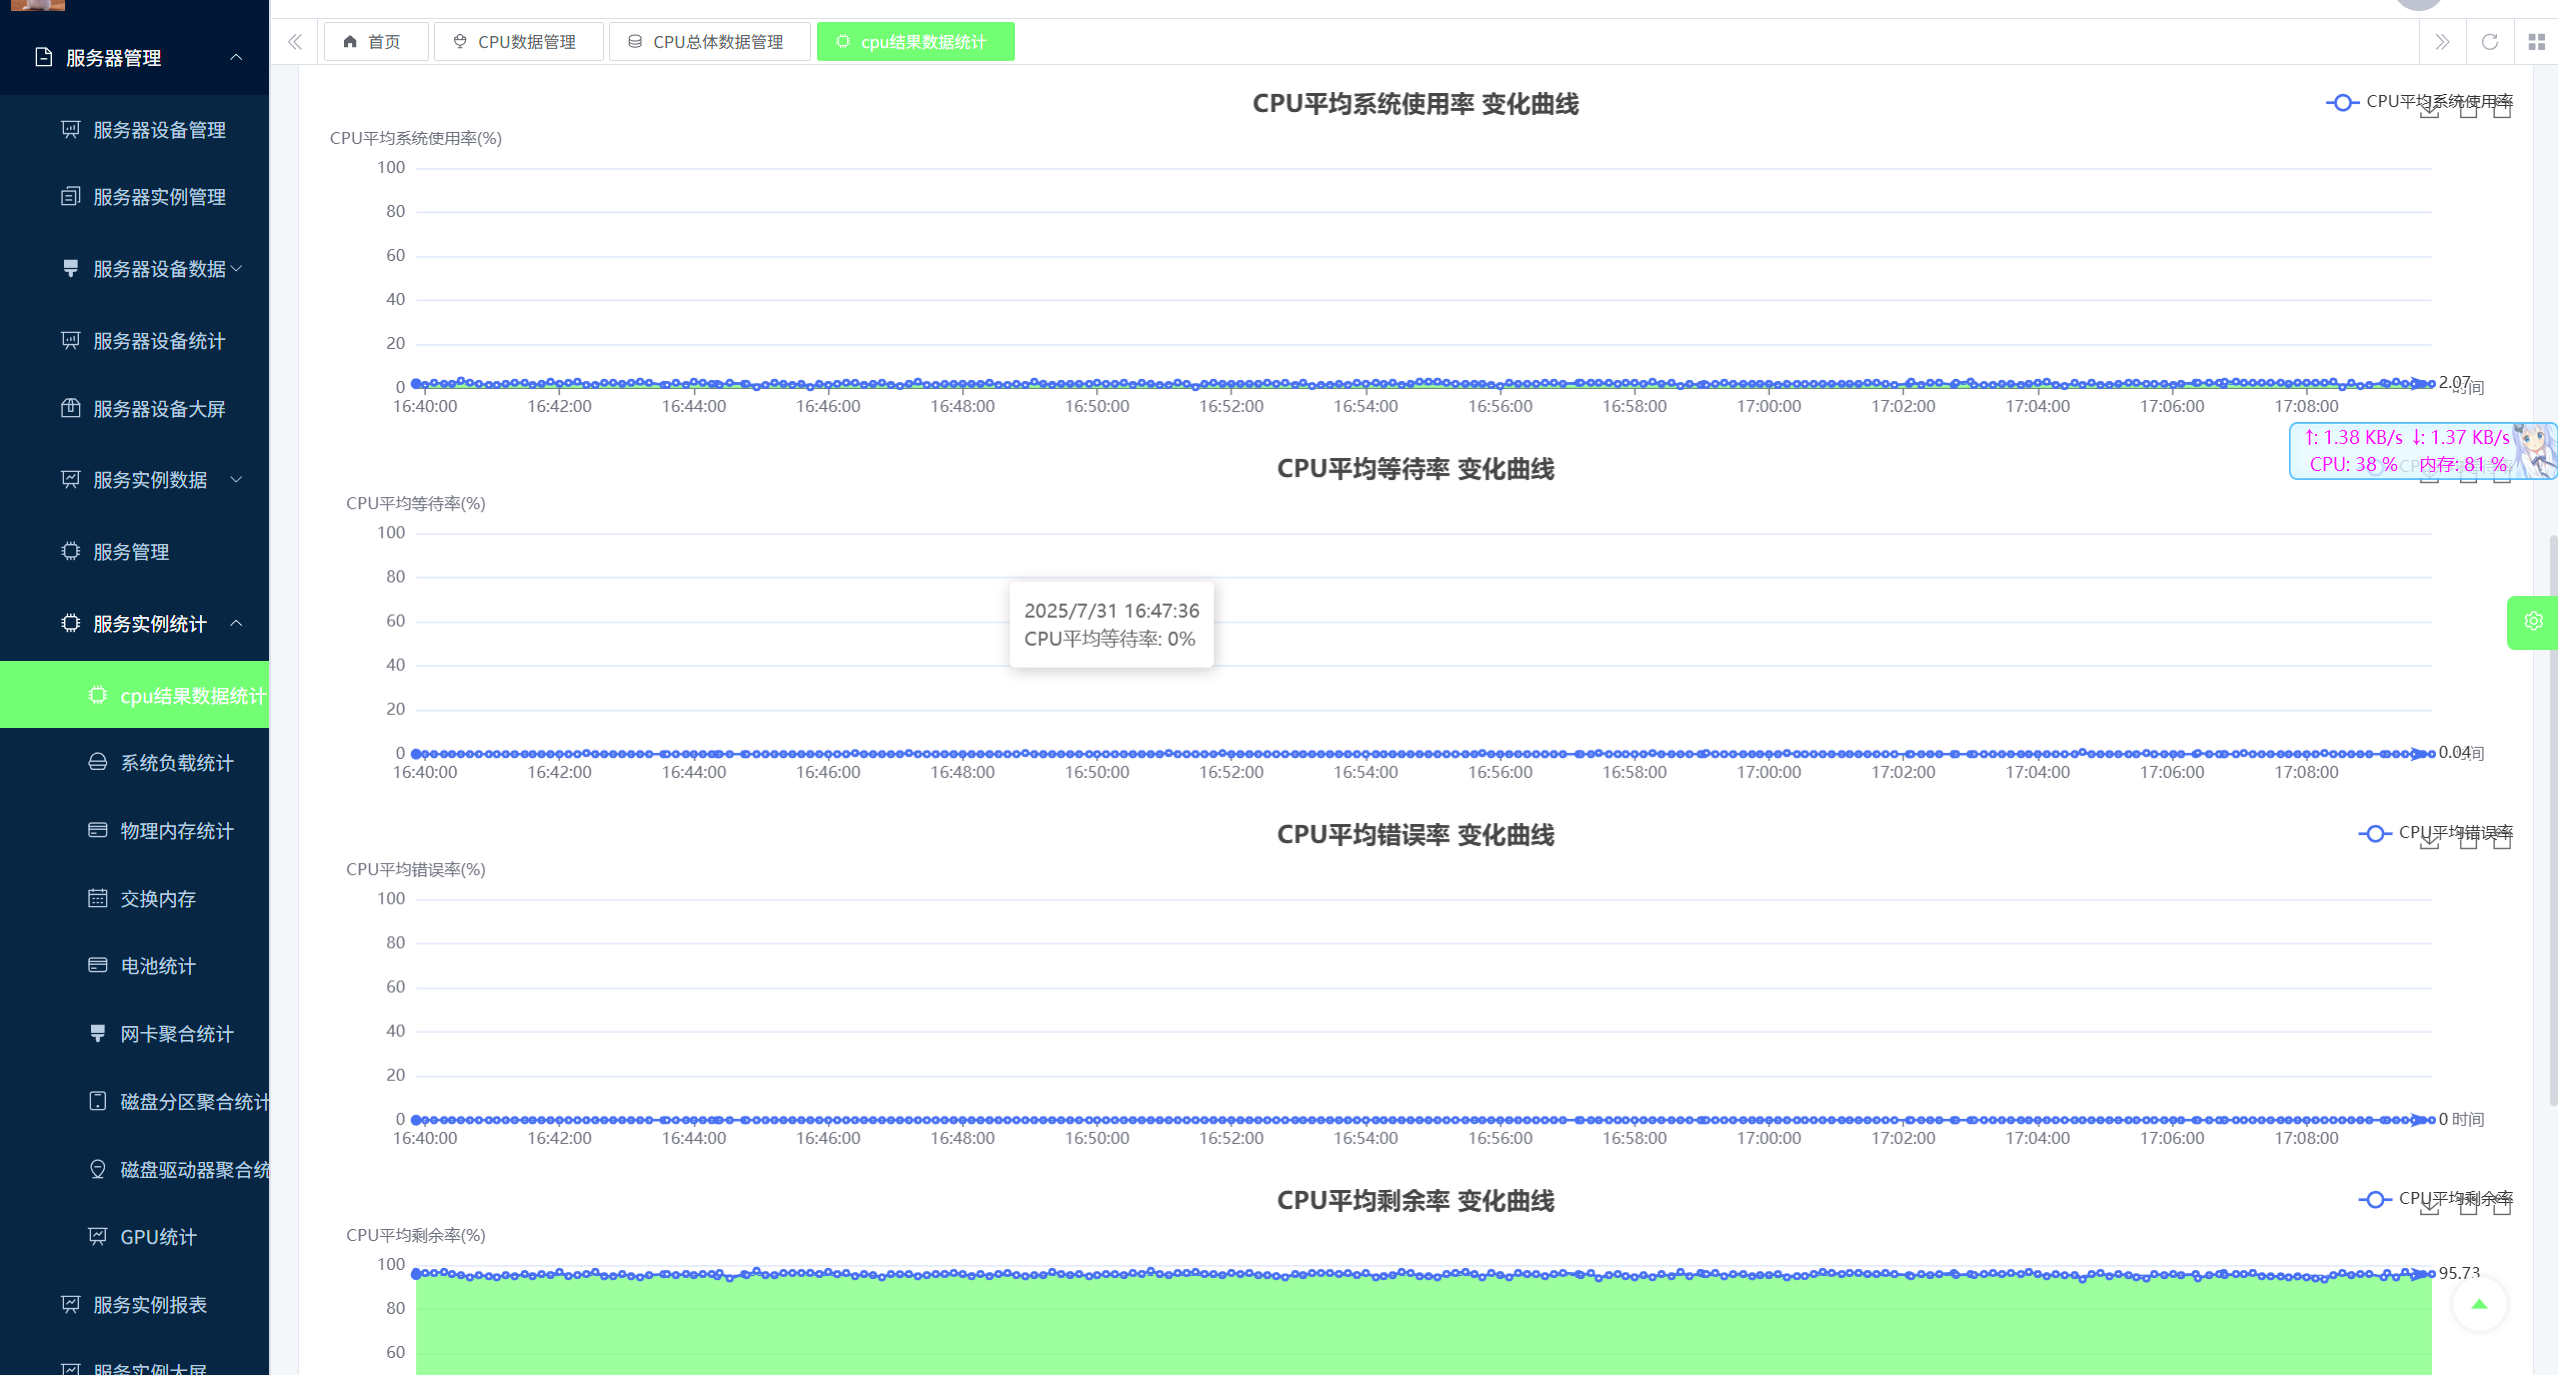 服务器管理
服务器设备管理
服务器实例管理
服务器设备数据
服务器设备统计
服务器设备大屏
服务实例数据
服务管理
服务实例统计
cpu结果数据统计
系统负载统计
物理内存统计
交换内存
电池统计
网卡聚合统计
磁盘分区聚合统计
磁盘驱动器聚合统
GPU统计
服务实例报表
服务实例大屏
首页
CPU数据管理
CPU总体数据管理
cpu结果数据统计
CPU平均系统使用率 变化曲线
CPU平均系统使用率
CPU平均系统使用率(%)
100
80
60
40
20
0
2.07
时间
16:40:00 16:42:00 16:44:00 16:46:00 16:48:00 16:50:00 16:52:00 16:54:00 16:56:00 16:58:00 17:00:00 17:02:00 17:04:00 17:06:00 17:08:00
↑: 1.38 KB/s ↓: 1.37 KB/s
CPU: 38 % 内存: 81 %
CPU平均等待率 变化曲线
CPU平均等待率(%)
100
80
60
40
20
0
2025/7/31 16:47:36
CPU平均等待率: 0%
0.04
时间
16:40:00 16:42:00 16:44:00 16:46:00 16:48:00 16:50:00 16:52:00 16:54:00 16:56:00 16:58:00 17:00:00 17:02:00 17:04:00 17:06:00 17:08:00
CPU平均错误率 变化曲线
CPU平均错误率
CPU平均错误率(%)
100
80
60
40
20
0
0 时间
16:40:00 16:42:00 16:44:00 16:46:00 16:48:00 16:50:00 16:52:00 16:54:00 16:56:00 16:58:00 17:00:00 17:02:00 17:04:00 17:06:00 17:08:00
CPU平均剩余率 变化曲线
CPU平均剩余率
CPU平均剩余率(%)
100
80
60
95.73